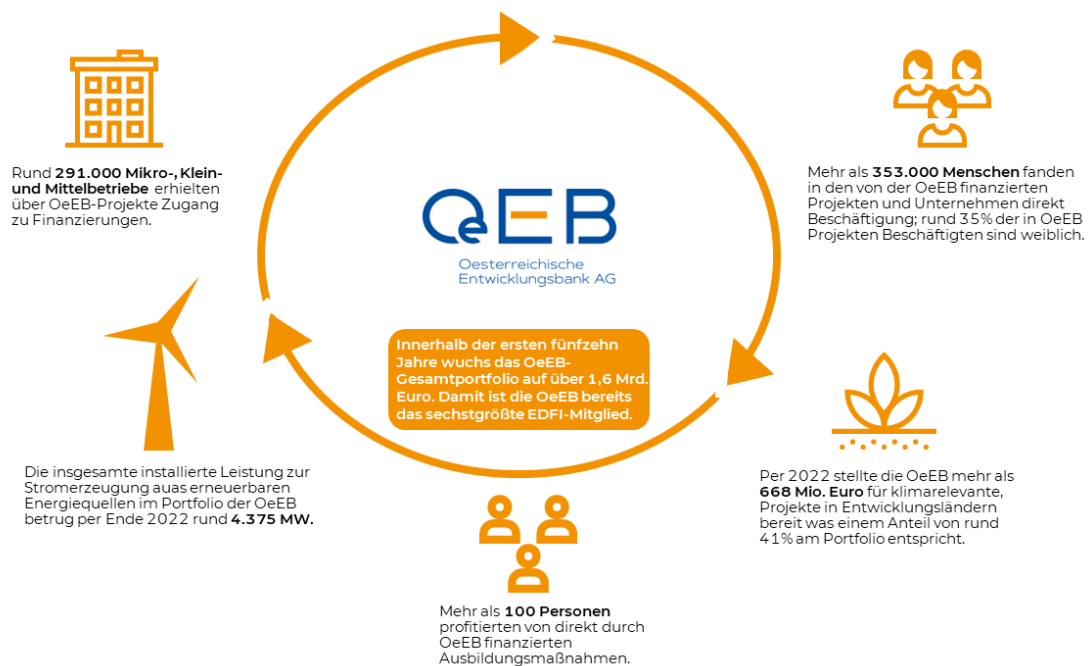 Rund 291.000 Mikro-, Klein-
und Mittelbetriebe erhielten
über OeEB-Projekte Zugang
zu Finanzierungen.
Mehr als 353.000 Menschen fanden
in den von der OeEB finanzierten
Projekten und Unternehmen direkt
Beschäftigung; rund 35% der in OeEB
Projekten Beschäftigten sind weiblich.
OeEB
Oesterreichische
Entwicklungsbank AG
Innerhalb der ersten fünfzehn
Jahre wuchs das OeEB-
Gesamtportfolio auf über 1,6 Mrd.
Euro. Damit ist die OeEB bereits
das sechstgrößte EDFI-Mitglied.
Die insgesamte installierte Leistung zur
Stromerzeugung auas erneuerbaren
Energiequellen im Portfolio der OeEB
betrug per Ende 2022 rund 4.375 MW.
Per 2022 stellte die OeEB mehr als
668 Mio. Euro für klimarelevante,
Projekte in Entwicklungsländern
bereit was einem Anteil von rund
41% am Portfolio entspricht.
Mehr als 100 Personen
profitierten von direkt durch
OeEB finanzierten
Ausbildungsmaßnahmen.